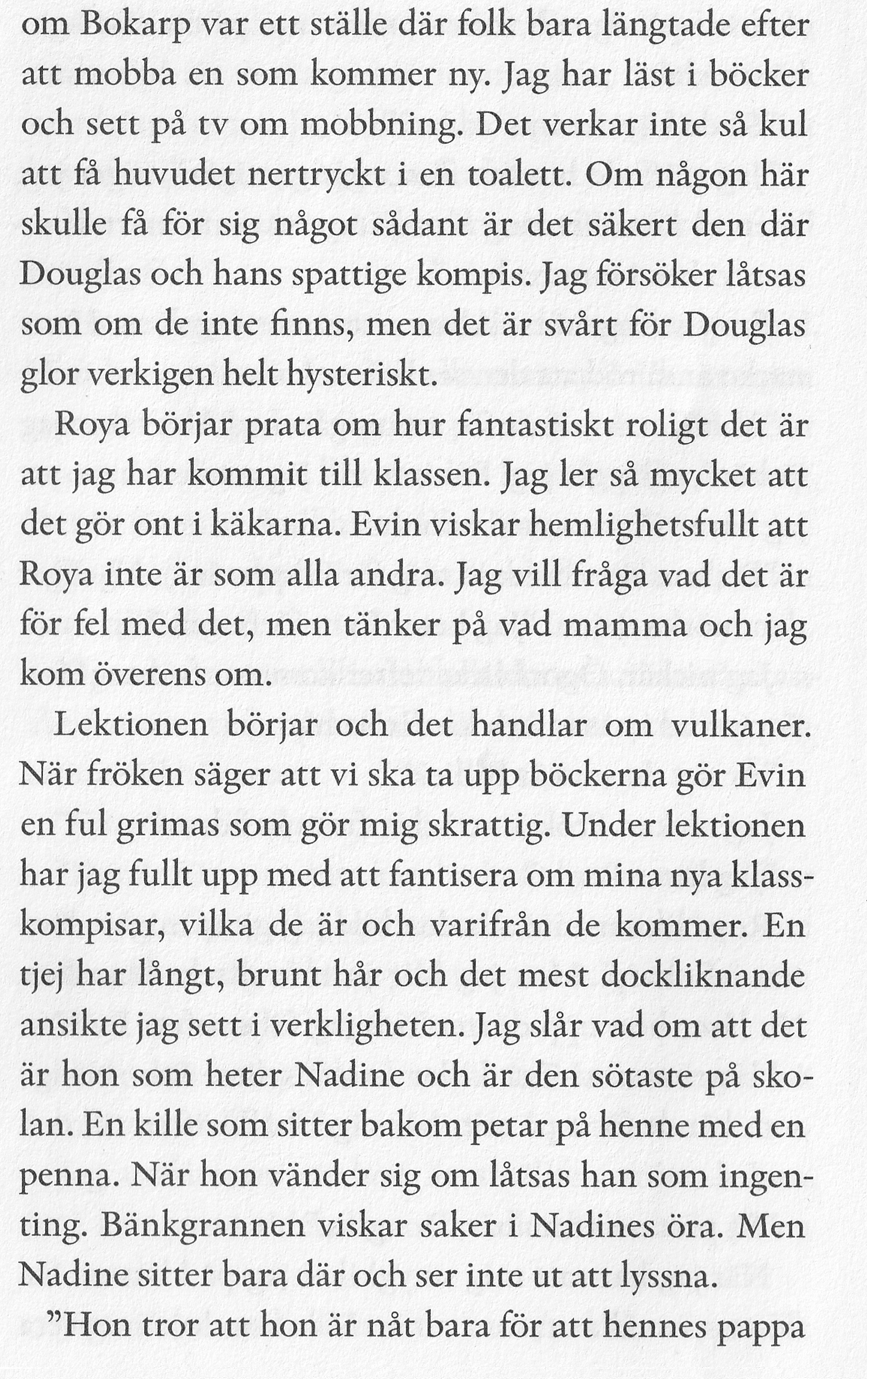 om Bokarp var ett ställe där folk bara längtade efter
att mobba en som kommer ny. Jag har läst i böcker
och sett på tv om mobbning. Det verkar inte så kul
att få huvudet nertryckt i en toalett. Om någon här
skulle få för sig något sådant är det säkert den där
Douglas och hans spattige kompis. Jag försöker låtsas
som om de inte finns, men det är svårt för Douglas
glor verkigen helt hysteriskt.
Roya börjar prata om hur fantastiskt roligt det är
att jag har kommit till klassen. Jag ler så mycket att
det gör ont i käkarna. Evin viskar hemlighetsfullt att
Roya inte är som alla andra. Jag vill fråga vad det är
för fel med det, men tänker på vad mamma och jag
kom överens om.
Lektionen börjar och det handlar om vulkaner.
När fröken säger att vi ska ta upp böckerna gör Evin
en ful grimas som gör mig skrattig. Under lektionen
har jag fullt upp med att fantisera om mina nya klass-
kompisar, vilka de är och varifrån de kommer. En
tjej har långt, brunt hår och det mest dockliknande
ansikte jag sett i verkligheten. Jag slår vad om att det
är hon som heter Nadine och är den sötaste på sko-
lan. En kille som sitter bakom petar på henne med en
penna. När hon vänder sig om låtsas han som ingen-
ting. Bänkgrannen viskar saker i Nadines öra. Men
Nadine sitter bara där och ser inte ut att lyssna.
”Hon tror att hon är nåt bara för att hennes pappa